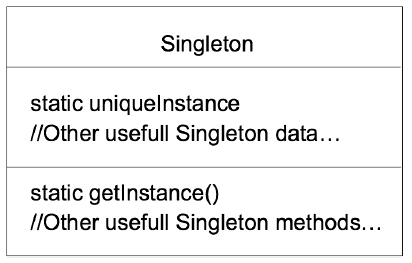 Singleton
static uniqueInstance
//Other usefull Singleton data…
static getInstance()
//Other usefull Singleton methods…